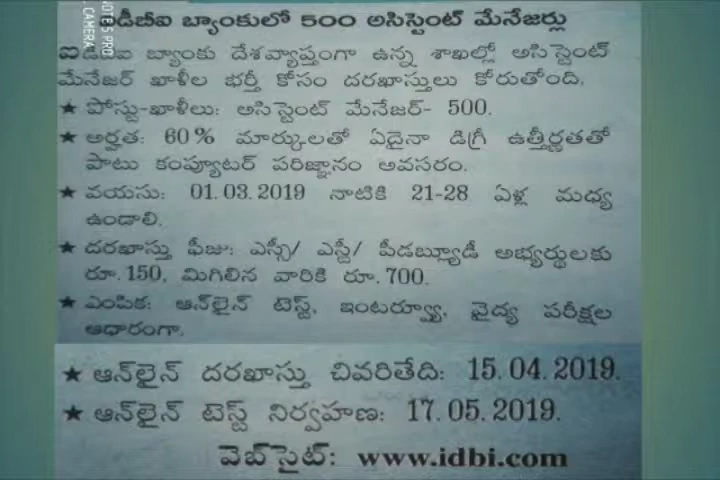 ఐడీబీఐ బ్యాంకులో 500 అసిస్టెంట్ మేనేజర్లు
ఐడీబీఐ బ్యాంకు దేశవ్యాప్తంగా ఉన్న శాఖల్లో అసిస్టెంట్
మేనేజర్ ఖాళీల భర్తీ కోసం దరఖాస్తులు కోరుతోంది.
★ పోస్టు-ఖాళీలు: అసిస్టెంట్ మేనేజర్- 500.
★ అర్హత: 60% మార్కులతో ఏదైనా డిగ్రీ ఉత్తీర్ణతతో
పాటు కంప్యూటర్ పరిజ్ఞానం అవసరం.
★ వయసు: 01.03.2019 నాటికి 21-28 ఏళ్ల మధ్య
ఉండాలి.
★ దరఖాస్తు ఫీజు: ఎస్సీ/ ఎస్టీ/ పీడబ్ల్యూడీ అభ్యర్థులకు
రూ.150, మిగిలిన వారికి రూ.700.
★ ఎంపిక: ఆన్‌లైన్ టెస్ట్, ఇంటర్వ్యూ, వైద్య పరీక్షల
ఆధారంగా.
★ ఆన్‌లైన్ దరఖాస్తు చివరితేది: 15.04.2019.
★ ఆన్‌లైన్ టెస్ట్ నిర్వహణ: 17.05.2019.
వెబ్‌సైట్: www.idbi.com